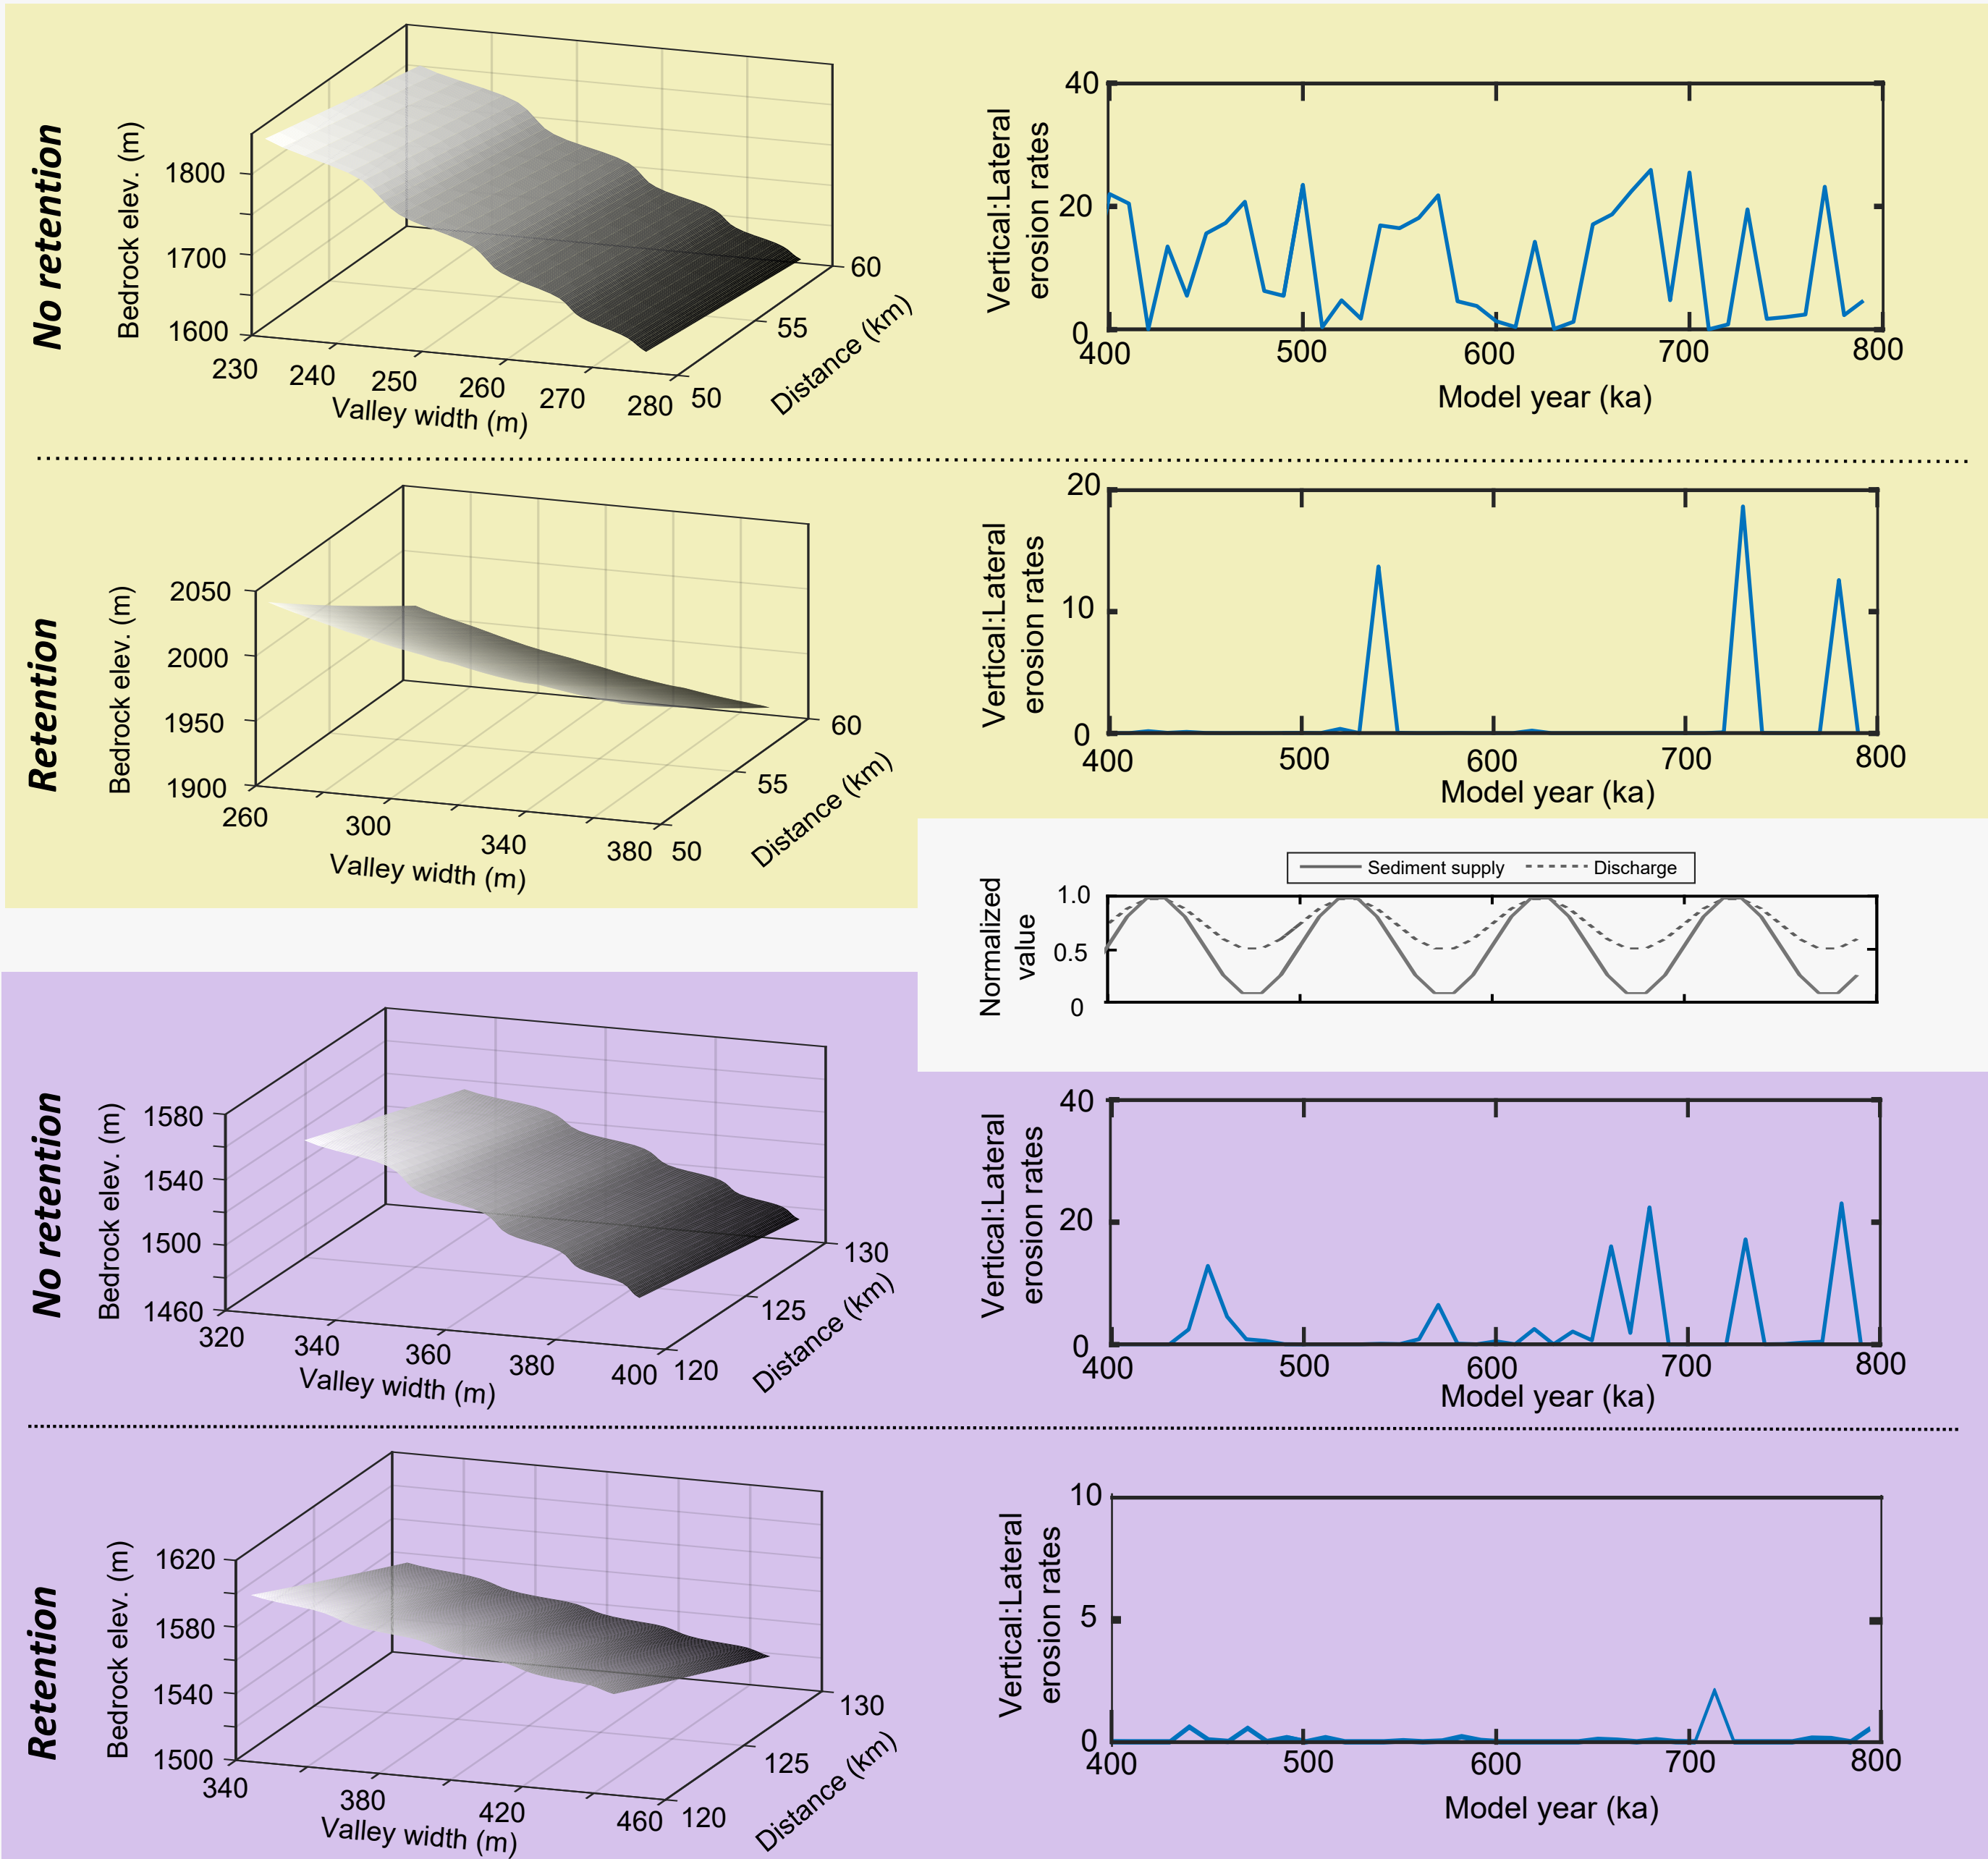 No retention
Bedrock elev. (m)
1800
1700
1600
230
240
250
260
270
280
Valley width (m)
50
55
60
Distance (km)
Vertical:Lateral
erosion rates
40
20
0
400
500
600
700
800
Model year (ka)
Retention
Bedrock elev. (m)
2050
2000
1950
1900
260
300
340
380
Valley width (m)
50
55
60
Distance (km)
Vertical:Lateral
erosion rates
20
10
0
400
500
600
700
800
Model year (ka)
Sediment supply
Discharge
Normalized
value
1.0
0.5
0
No retention
Bedrock elev. (m)
1580
1540
1500
1460
320
340
360
380
400
Valley width (m)
120
125
130
Distance (km)
Vertical:Lateral
erosion rates
40
20
0
400
500
600
700
800
Model year (ka)
Retention
Bedrock elev. (m)
1620
1580
1540
1500
340
380
420
460
Valley width (m)
120
125
130
Distance (km)
Vertical:Lateral
erosion rates
10
5
0
400
500
600
700
800
Model year (ka)